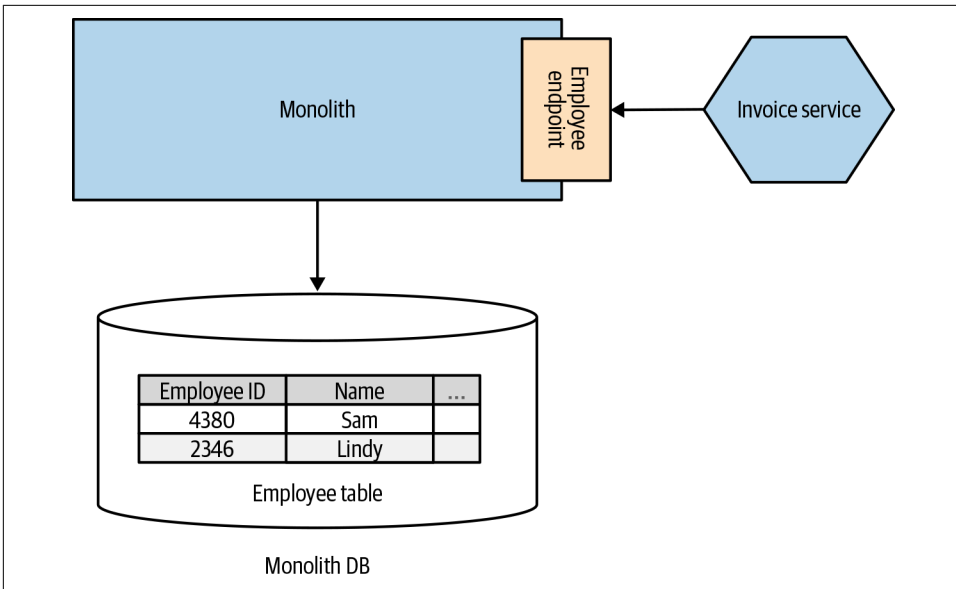 Monolith
Employee
endpoint
Invoice service
Employee ID Name ...
4380 Sam
2346 Lindy
Employee table
Monolith DB